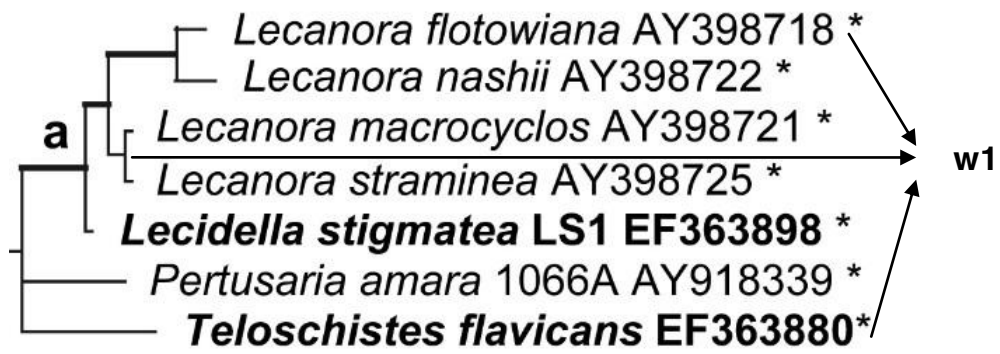 Lecanora flotowiana AY398718 *
Lecanora nashii AY398722 *
a
Lecanora macrocyclos AY398721 *
w1
Lecanora straminea AY398725 *
Lecidella stigmatea LS1 EF363898 *
Pertusaria amara 1066A AY918339 *
Teloschistes flavicans EF363880*